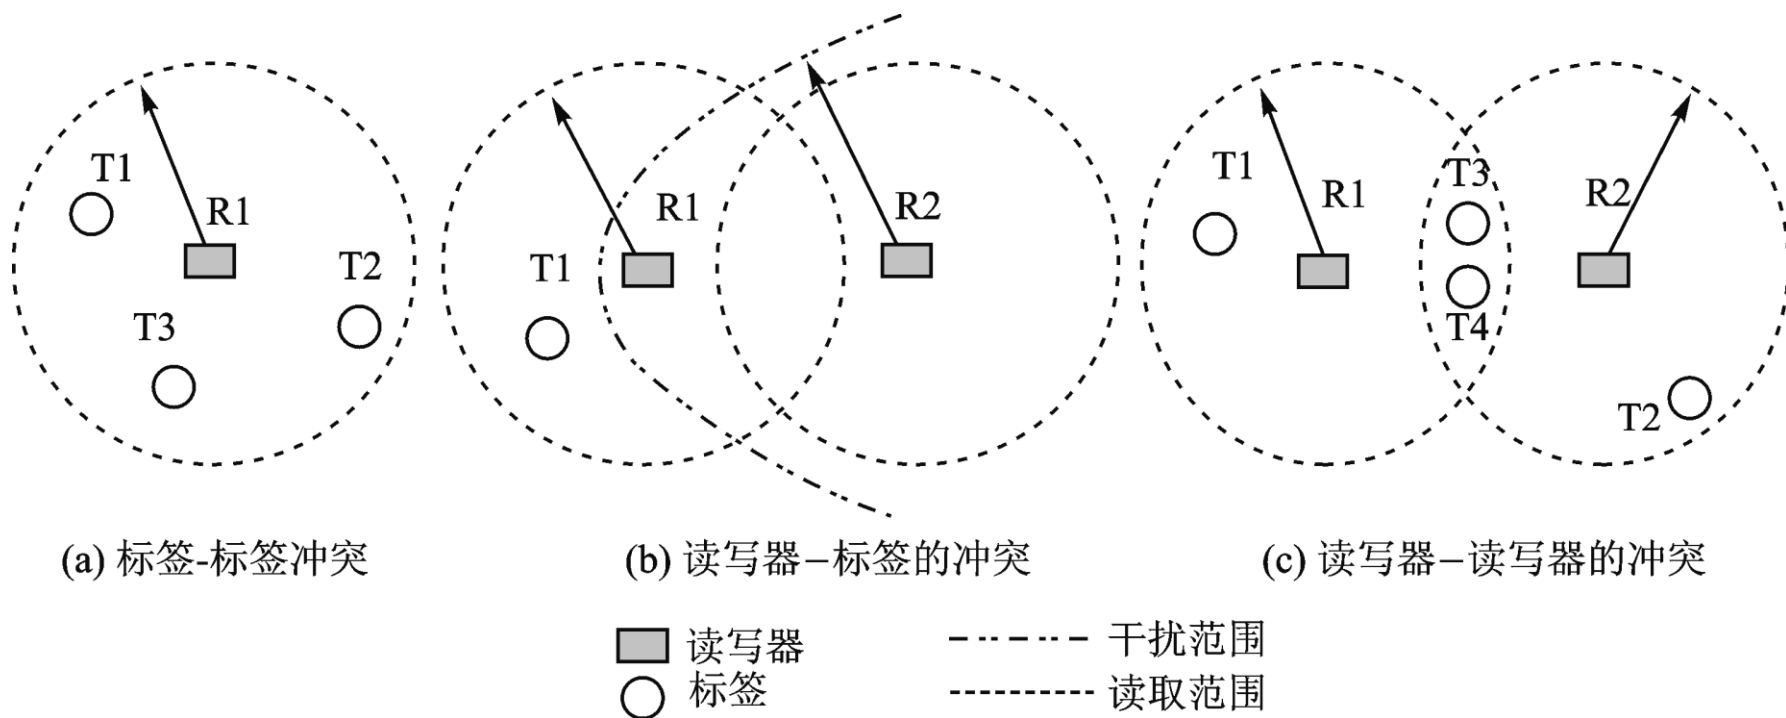 T1
R1
T2
T3
R1
R2
T1
T1
R1
T3
R2
T4
T2
(a) 标签-标签冲突
(b) 读写器–标签的冲突
(c) 读写器–读写器的冲突
读写器
干扰范围
标签
读取范围